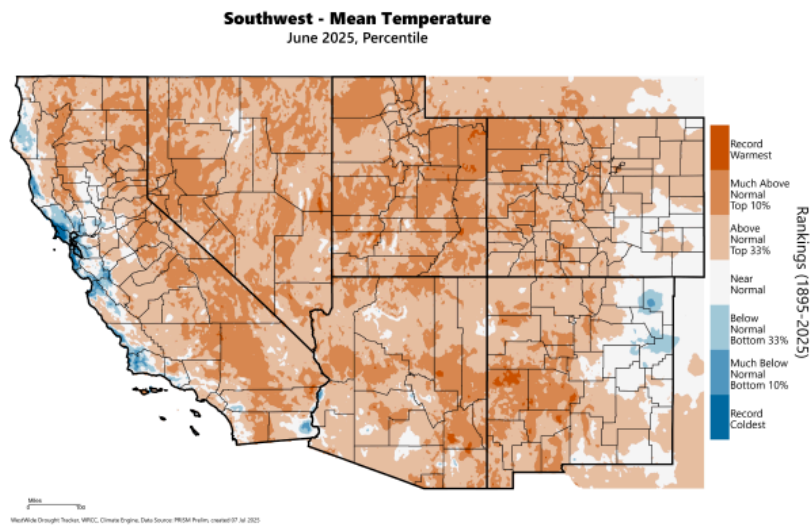 Southwest - Mean Temperature
June 2025, Percentile
Record
Warmest
Much Above
Normal
Top 10%
Above
Normal
Top 33%
Near
Normal
Below
Normal
Bottom 33%
Much Below
Normal
Bottom 10%
Record
Coldest
Rankings (1895-2025)
Miles
0 100
WestWide Drought Tracker, WRCC, Climate Engine, Data Source: PRISM Prelim, created 07 Jul 2025